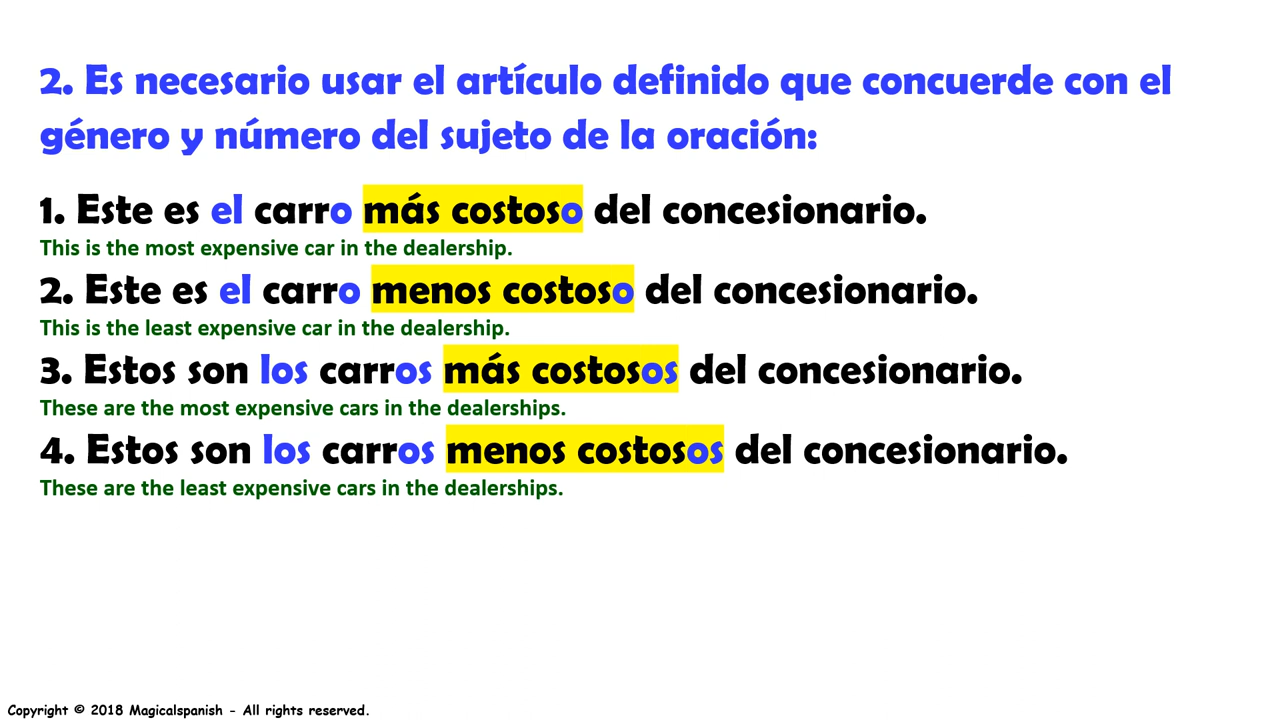 2. Es necesario usar el artículo definido que concuerde con el
género y número del sujeto de la oración:
1. Este es el carro más costoso del concesionario.
This is the most expensive car in the dealership.
2. Este es el carro menos costoso del concesionario.
This is the least expensive car in the dealership.
3. Estos son los carros más costosos del concesionario.
These are the most expensive cars in the dealerships.
4. Estos son los carros menos costosos del concesionario.
These are the least expensive cars in the dealerships.
Copyright © 2018 Magicalspanish - All rights reserved.